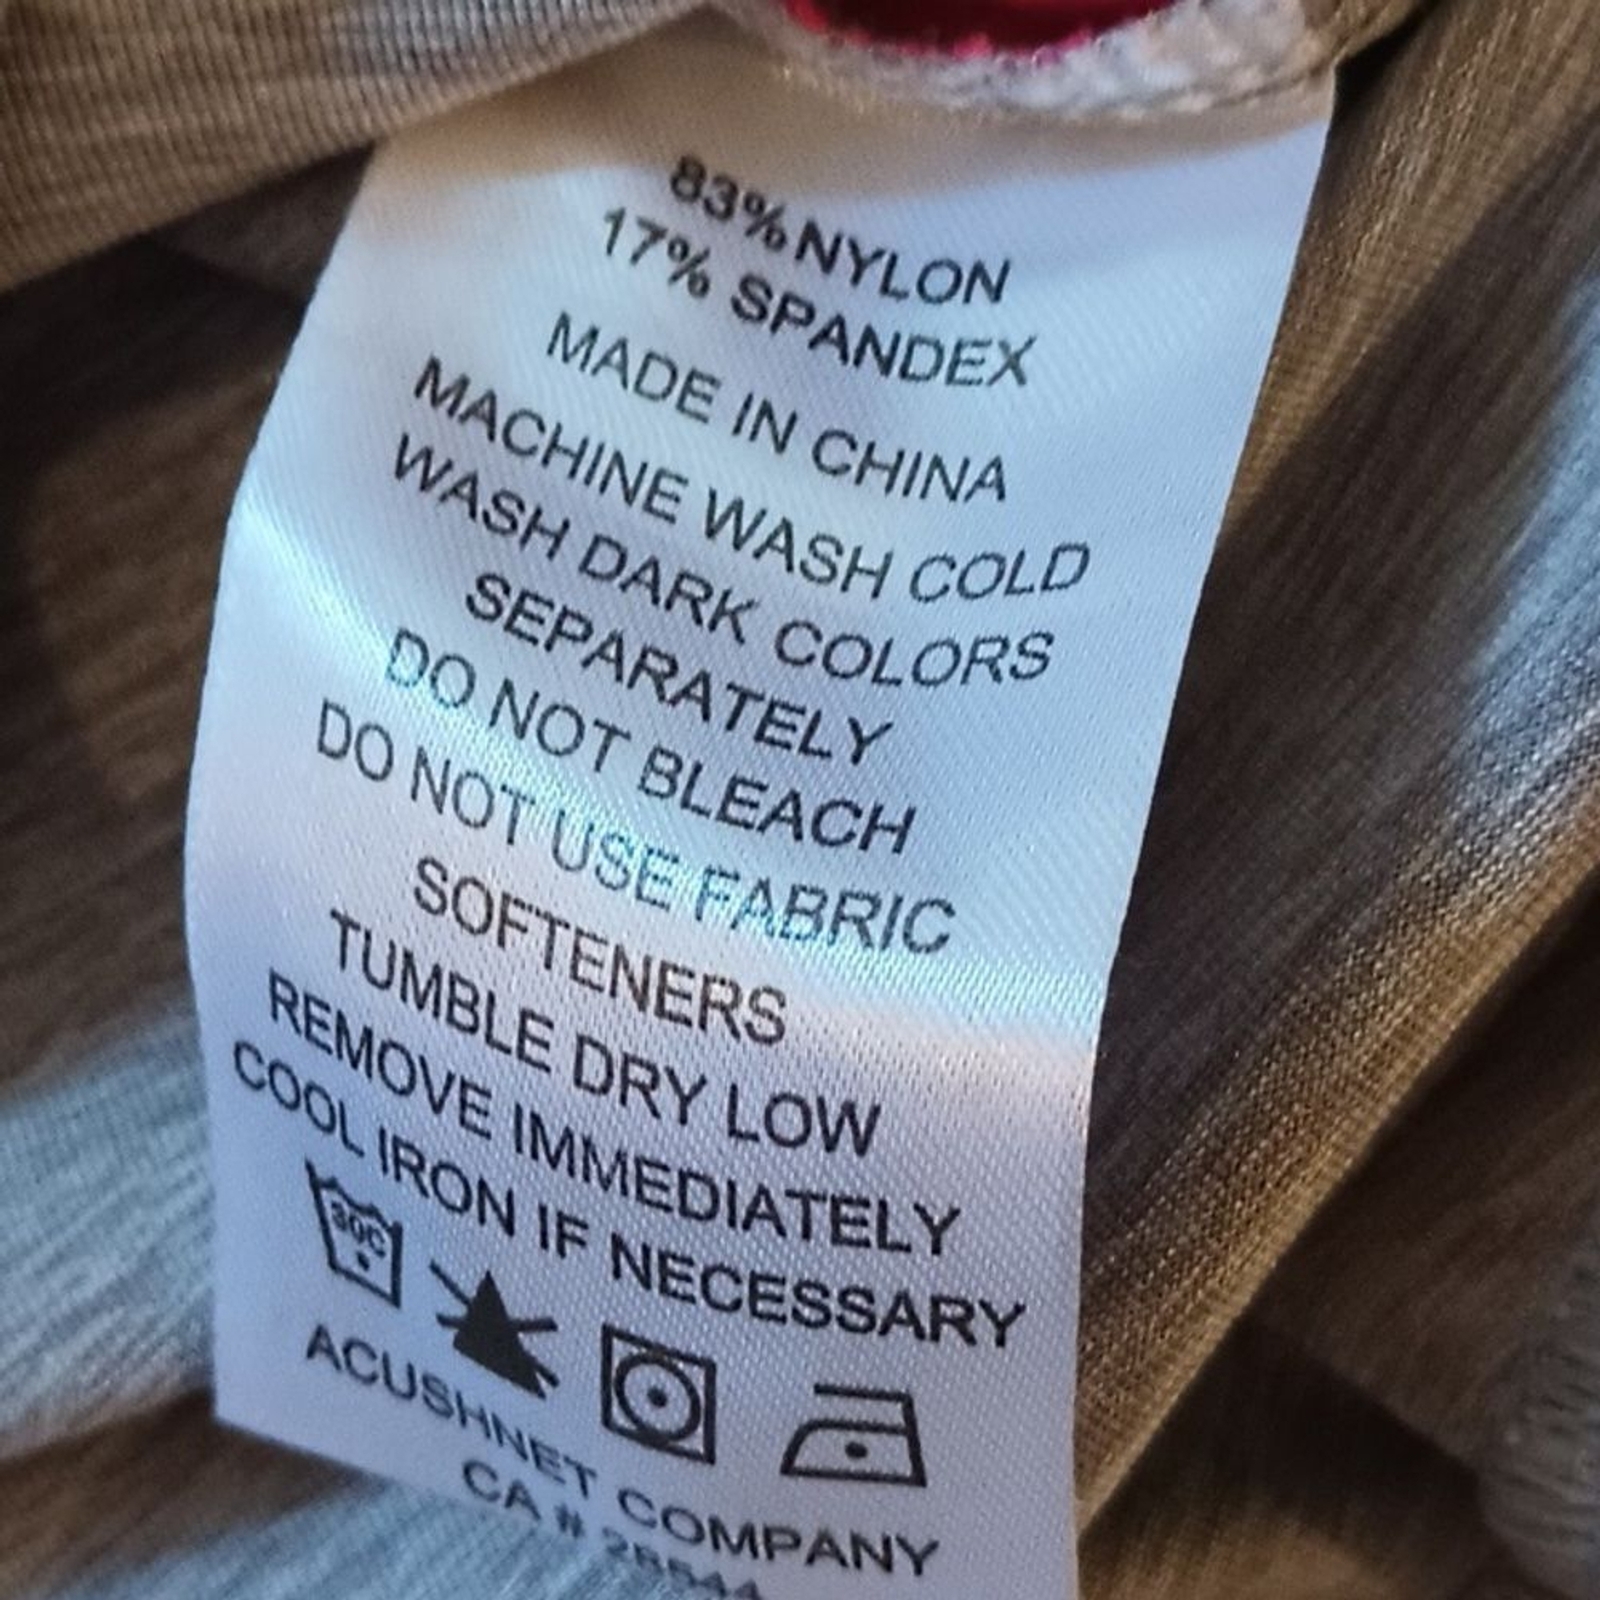 83% NYLON
17% SPANDEX
MADE IN CHINA
MACHINE WASH COLD
WASH DARK COLORS
SEPARATELY
DO NOT BLEACH
DO NOT USE FABRIC
SOFTENERS
TUMBLE DRY LOW
REMOVE IMMEDIATELY
COOL IRON IF NECESSARY
30C
ACUSHNET COMPANY
CA #